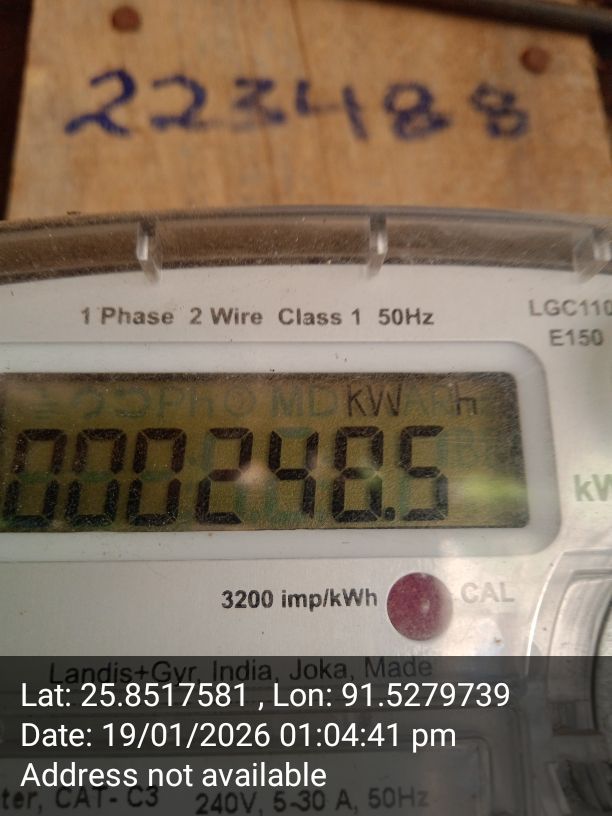 223488
1 Phase 2 Wire Class 1 50Hz
LGC110
E150
KWh
000248.5
kW
3200 imp/kWh
CAL
Landis+Gyr, India, Joka, Made
Lat: 25.8517581 , Lon: 91.5279739
Date: 19/01/2026 01:04:41 pm
Address not available
ter, CAT- C3 240V, 5-30 A, 50Hz